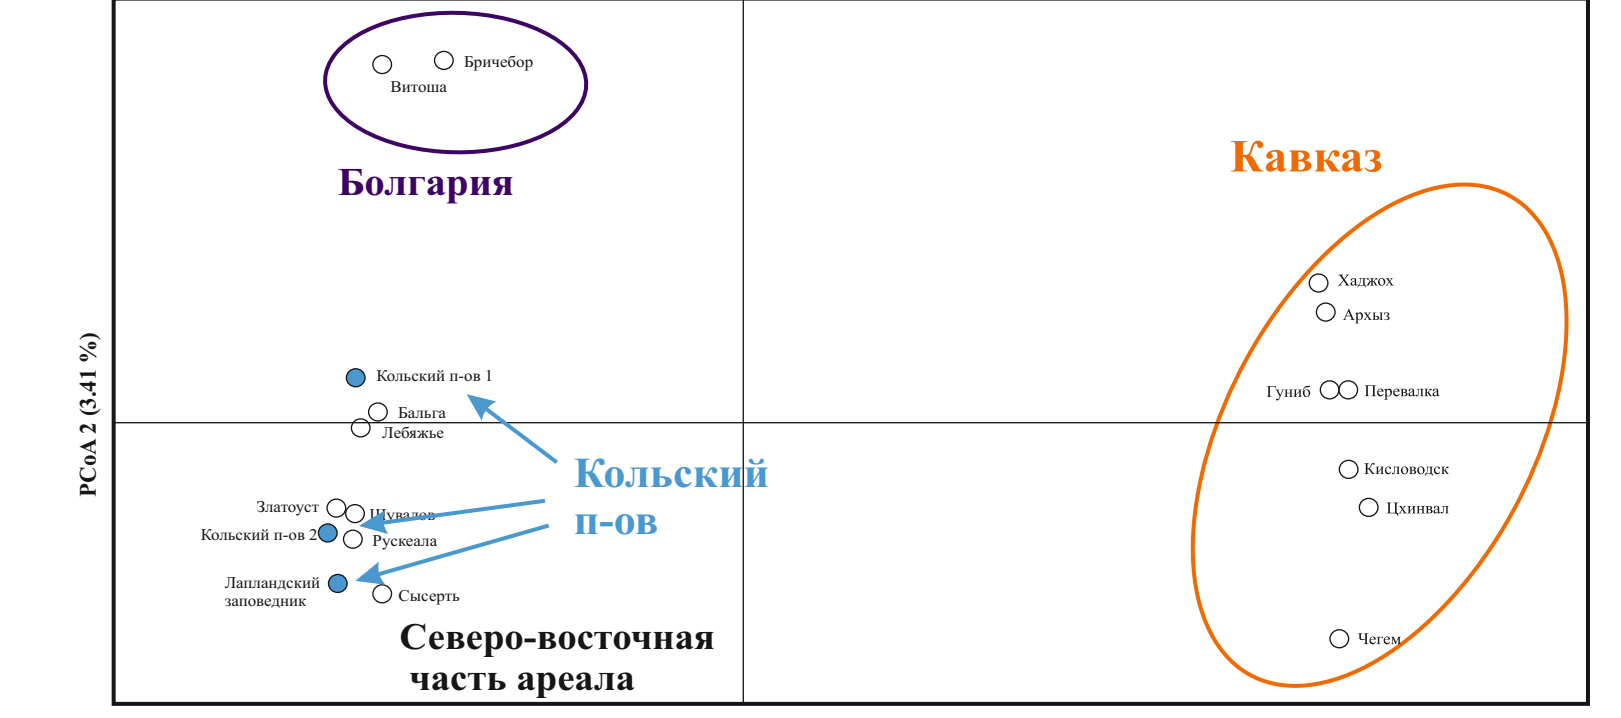 Бричебор
Витоша
Болгария
Кавказ
Хаджох
Архыз
Гуниб
Перевалка
PCoA 2 (3.41 %)
Кольский п-ов 1
Бальга
Лебяжье
Кольский
п-ов
Кисловодск
Цхинвал
Златоуст
Шувалов
Кольский п-ов 2
Рускеала
Лапландский
заповедник
Сысерть
Северо-восточная
часть ареала
Чегем